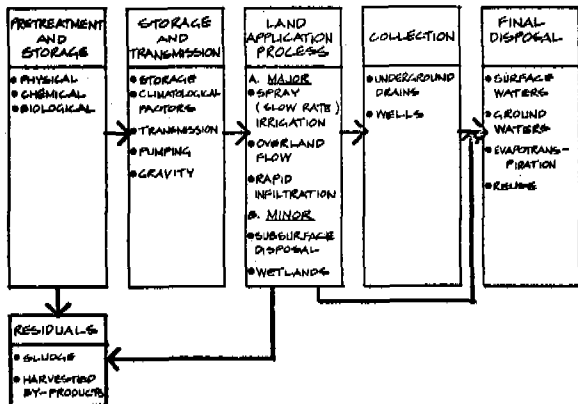 PRETREATMENT
AND
STORAGE
• PHYSICAL
• CHEMICAL
• BIOLOGICAL
STORAGE
AND
TRANSMISSION
• STORAGE
• CLIMATOLOGICAL
FACTORS
• TRANSMISSION
• PUMPING
• GRAVITY
LAND
APPLICATION
PROCESS
A. MAJOR
• SPRAY
(SLOW RATE)
IRRIGATION
• OVERLAND
FLOW
• RAPID
INFILTRATION
B. MINOR
• SUBSURFACE
DISPOSAL
• WETLANDS
COLLECTION
• UNDERGROUND
DRAINS
• WELLS
FINAL
DISPOSAL
• SURFACE
WATERS
• GROUND
WATERS
• EVAPOTRANS-
PIRATION
• REUSE
RESIDUALS
• SLUDGE
• HARVESTED
BY-PRODUCTS